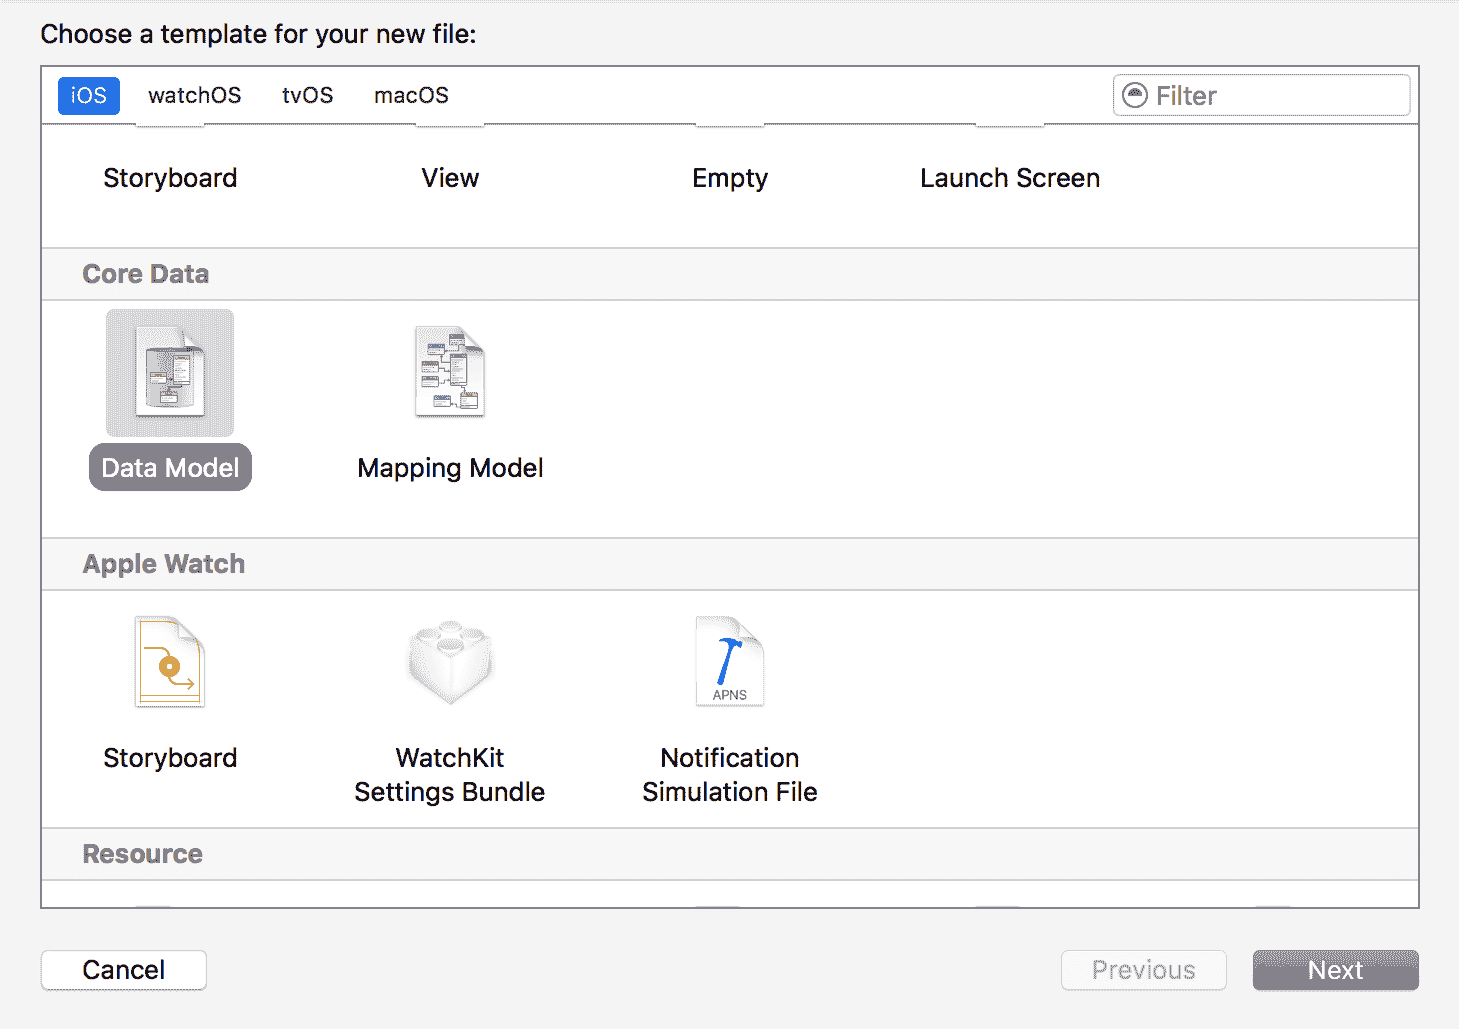 Choose a template for your new file:
iOS watchOS tvOS macOS Filter
Storyboard View Empty Launch Screen
Core Data
Data Model Mapping Model
Apple Watch
APNS
Storyboard WatchKit Notification
Settings Bundle Simulation File
Resource
Cancel Previous Next